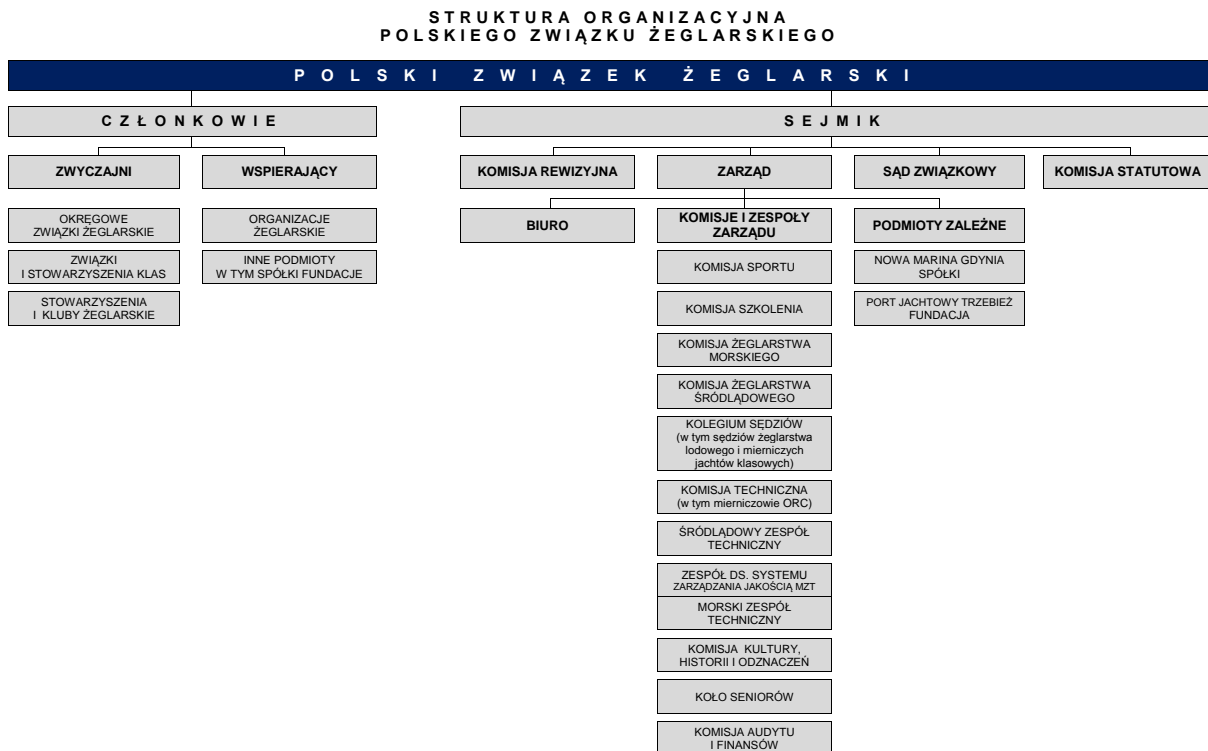 STRUKTURA ORGANIZACYJNA
POLSKIEGO ZWIĄZKU ŻEGLARSKIEGO
POLSKI ZWIĄZEK ŻEGLARSKI
CZŁONKOWIE
SEJMIK
ZWYCZAJNI
WSPIERAJĄCY
KOMISJA REWIZYJNA
ZARZĄD
SĄD ZWIĄZKOWY
KOMISJA STATUTOWA
OKRĘGOWE
ZWIĄZKI ŻEGLARSKIE
ZWIĄZKI
I STOWARZYSZENIA KLAS
STOWARZYSZENIA
I KLUBY ŻEGLARSKIE
ORGANIZACJE
ŻEGLARSKIE
INNE PODMIOTY
W TYM SPÓŁKI FUNDACJE
BIURO
KOMISJE I ZESPOŁY
ZARZĄDU
PODMIOTY ZALEŻNE
KOMISJA SPORTU
KOMISJA SZKOLENIA
KOMISJA ŻEGLARSTWA
MORSKIEGO
KOMISJA ŻEGLARSTWA
ŚRÓDLĄDOWEGO
KOLEGIUM SĘDZIÓW
(w tym sędziów żeglarstwa
lodowego i mierniczych
jachtów klasowych)
KOMISJA TECHNICZNA
(w tym mierniczowie ORC)
ŚRÓDLĄDOWY ZESPÓŁ
TECHNICZNY
ZESPÓŁ DS. SYSTEMU
ZARZĄDZANIA JAKOŚCIĄ MZT
MORSKI ZESPÓŁ
TECHNICZNY
KOMISJA KULTURY,
HISTORII I ODZNACZEŃ
KOŁO SENIORÓW
KOMISJA AUDYTU
I FINANSÓW
NOWA MARINA GDYNIA
SPÓŁKI
PORT JACHTOWY TRZEBIEŻ
FUNDACJA